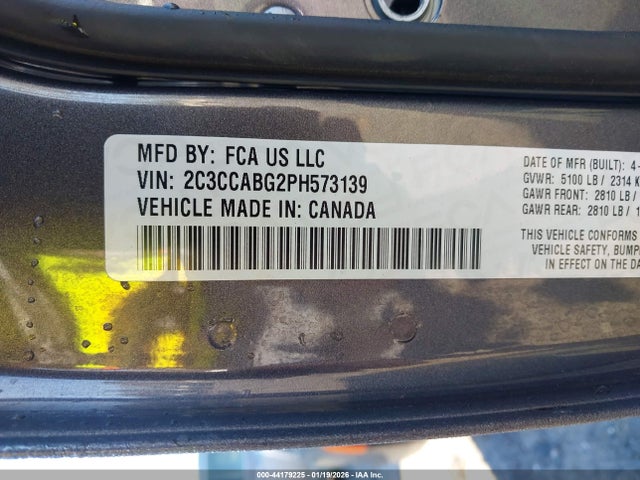 MFD BY: FCA US LLC
VIN: 2C3CCABG2PH573139
VEHICLE MADE IN: CANADA
DATE OF MFR (BUILT): 4-
GVWR: 5100 LB / 2314 K
GAWR FRONT: 2810 LB /
GAWR REAR: 2810 LB / 1
THIS VEHICLE CONFORMS
VEHICLE SAFETY, BUMP
IN EFFECT ON THE DA
000-44179225 - 01/19/2026 - IAA Inc.